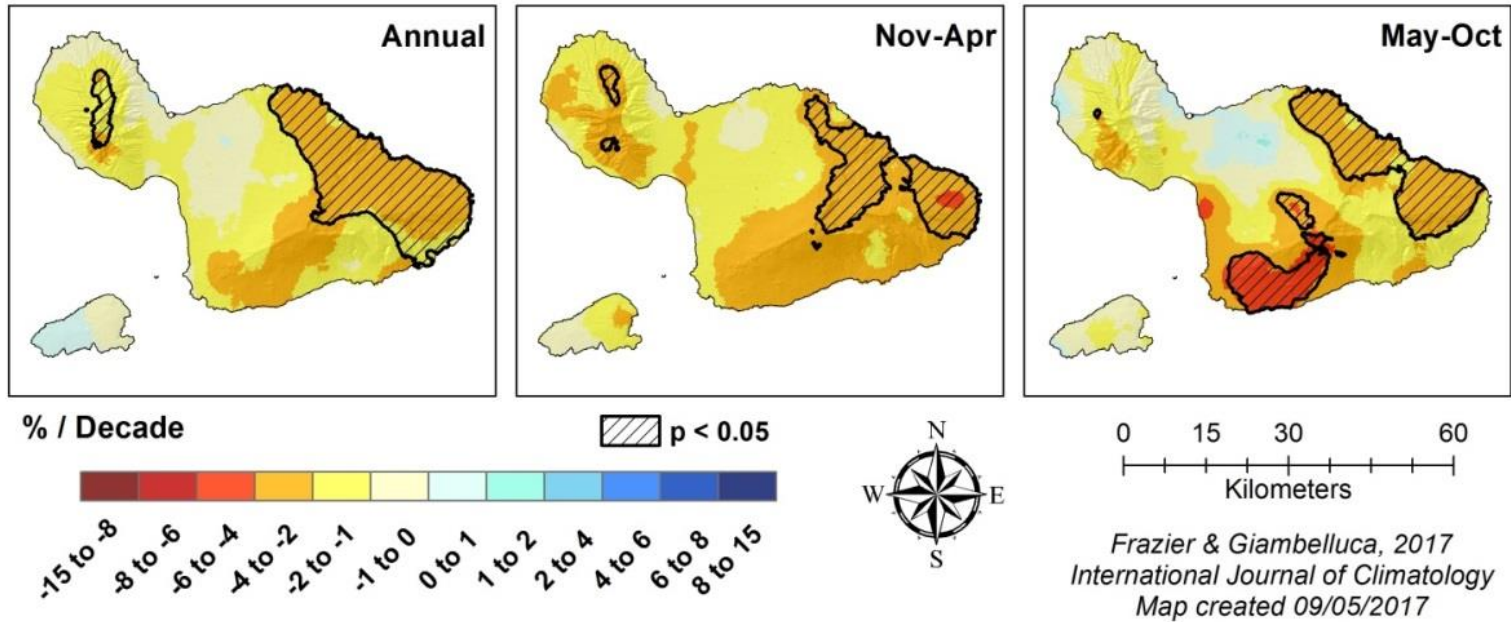 Annual
Nov-Apr
May-Oct
% / Decade
p < 0.05
-15 to -8
-8 to -6
-6 to -4
-4 to -2
-2 to -1
-1 to 0
0 to 1
1 to 2
2 to 4
4 to 6
6 to 8
8 to 15
N
W E
S
0 15 30 60
Kilometers
Frazier & Giambelluca, 2017
International Journal of Climatology
Map created 09/05/2017